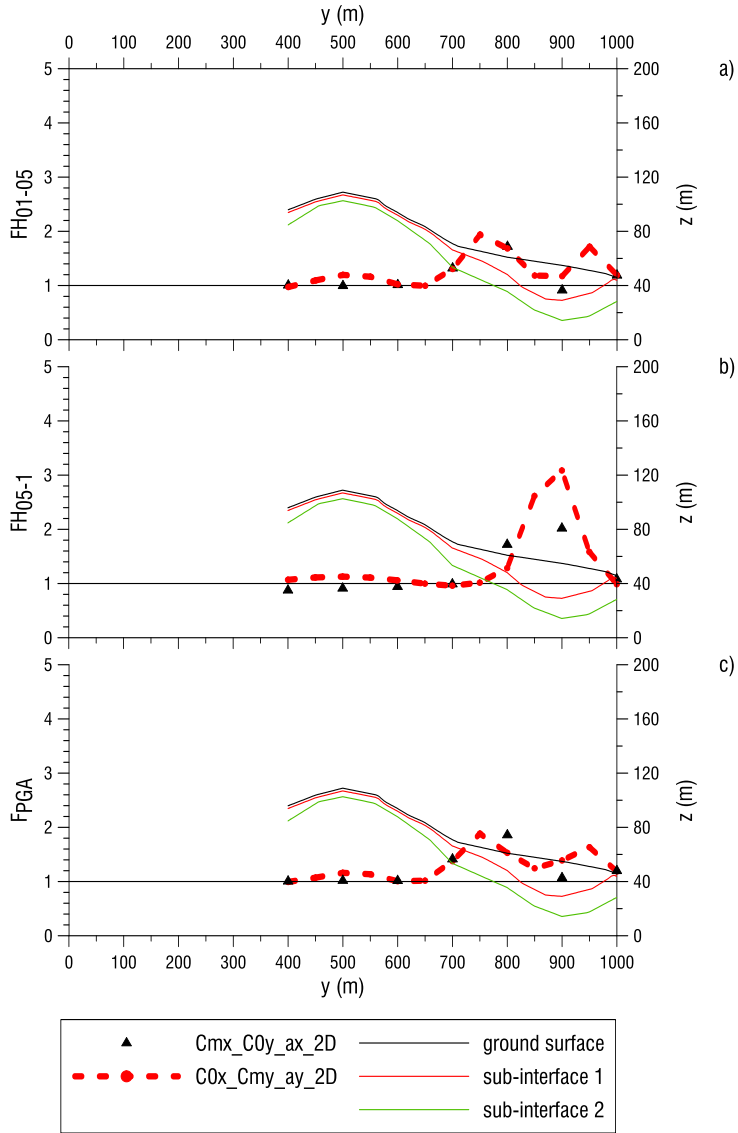 y (m)
0 100 200 300 400 500 600 700 800 900 1000
a)
5 4 3 2 1 0
FH01-05
200 160 120 80 40 0
z (m)
b)
5 4 3 2 1 0
FH05-1
200 160 120 80 40 0
z (m)
c)
5 4 3 2 1 0
FPGA
200 160 120 80 40 0
z (m)
0 100 200 300 400 500 600 700 800 900 1000
y (m)
Cmx_C0y_ax_2D ground surface
C0x_Cmy_ay_2D sub-interface 1
sub-interface 2